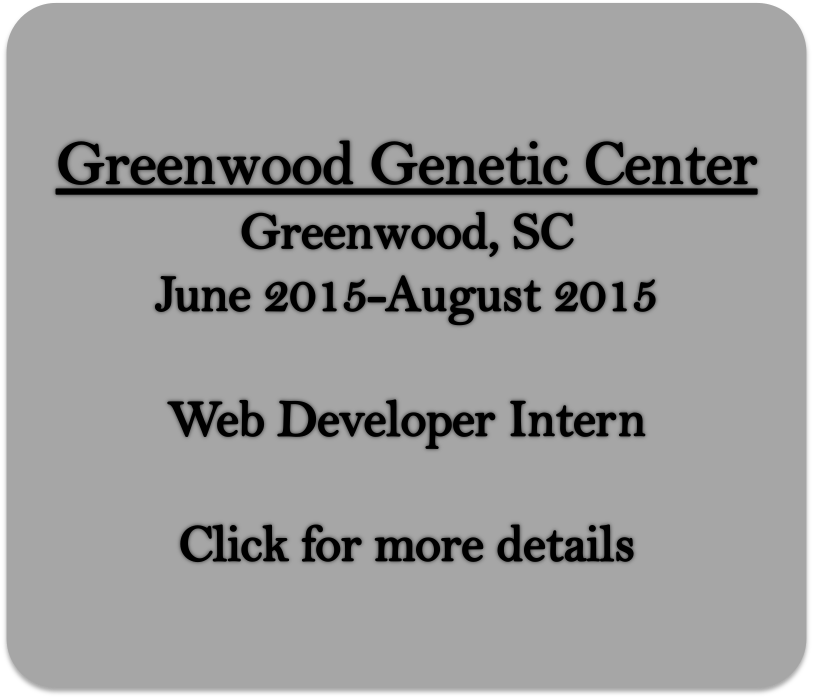 Greenwood Genetic Center
Greenwood, SC
June 2015-August 2015
Web Developer Intern
Click for more details